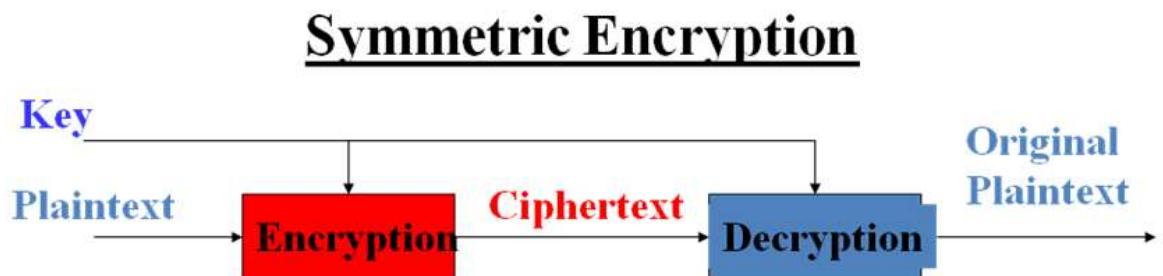 Symmetric Encryption
Key
Original
Plaintext
Plaintext
Encryption
Ciphertext
Decryption